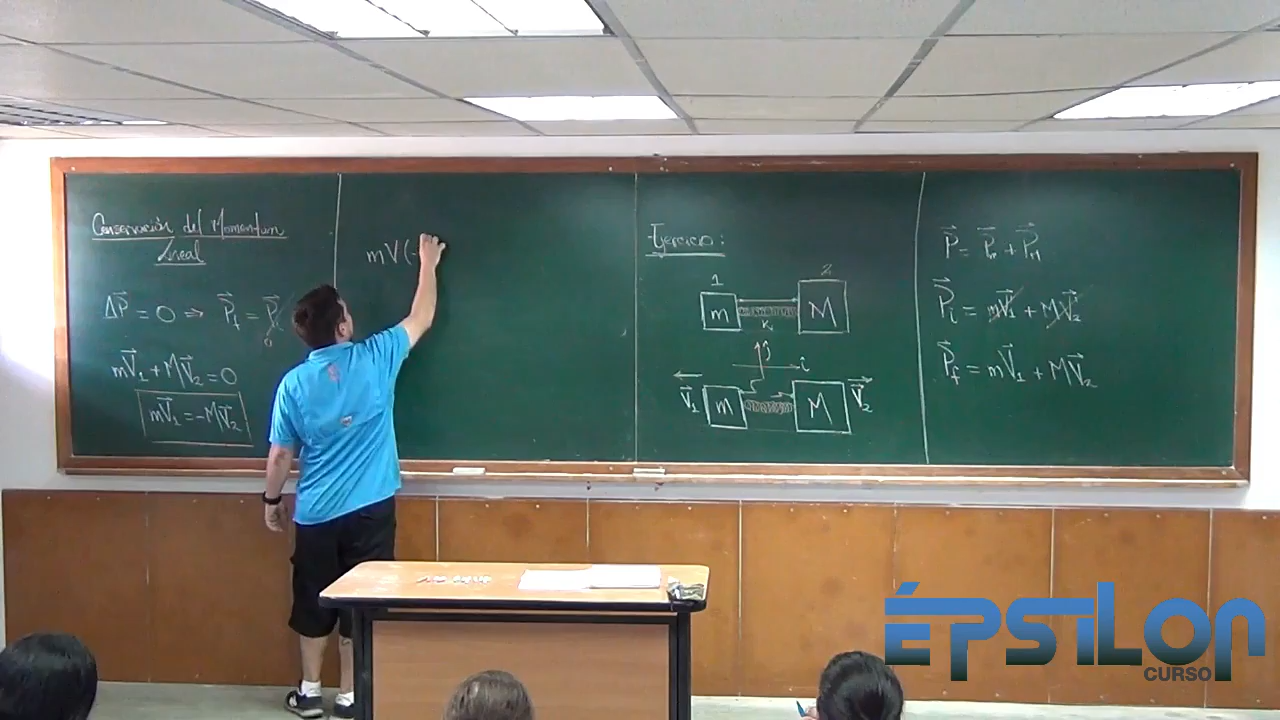 Conservación del Momentum
Lineal
ΔP⃗ = 0 ⇒ P⃗f = P⃗i
0
mV⃗₁ + MV⃗₂ = 0
mV⃗₁ = -MV⃗₂
mV(-
Ejercicio:
1 2
m M
K
ĵ
î
V⃗₁ m M V⃗₂
P⃗ = P⃗m + P⃗M
P⃗i = mV⃗₁ + MV⃗₂
P⃗f = mV⃗₁ + MV⃗₂
ÉPSILON
CURSO